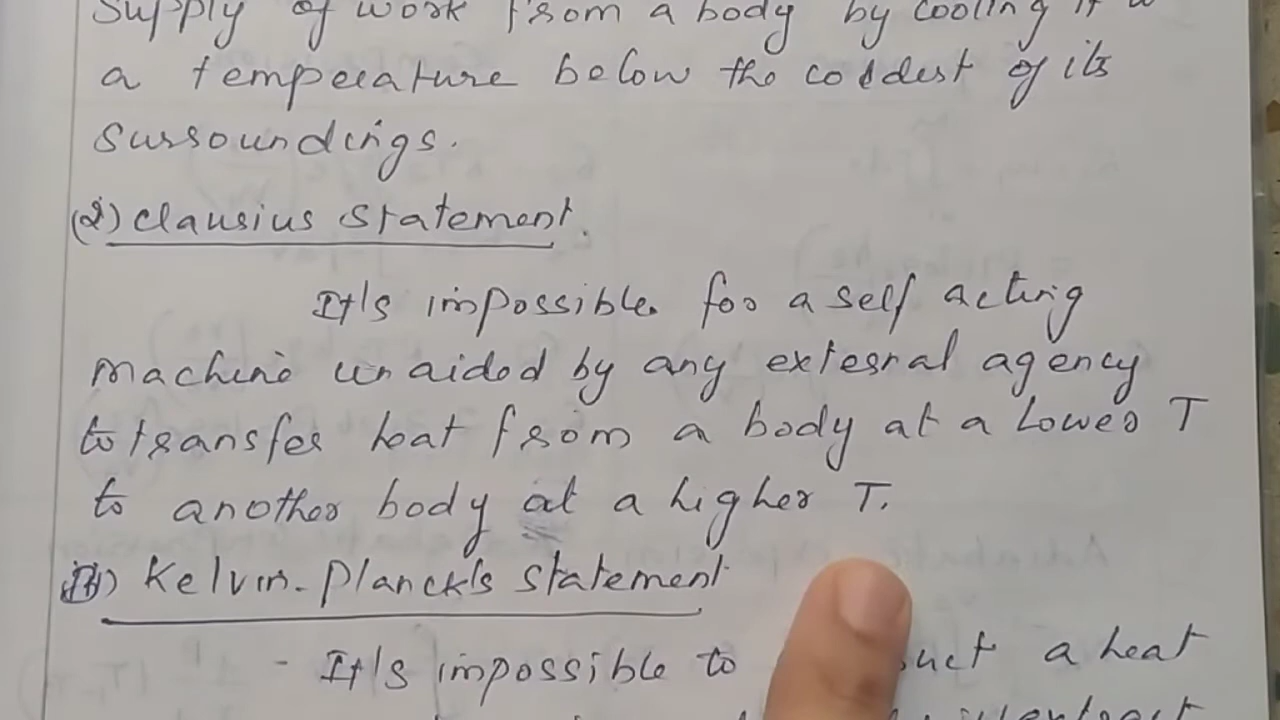 Supply of work from a body by cooling it to
a temperature below the coldest of its
surroundings.
(2) Clausius Statement.
It's impossible for a self acting
machine unaided by any external agency
to transfer heat from a body at a lower T
to another body at a higher T.
Kelvin-Planck's Statement
- It's impossible to a heat